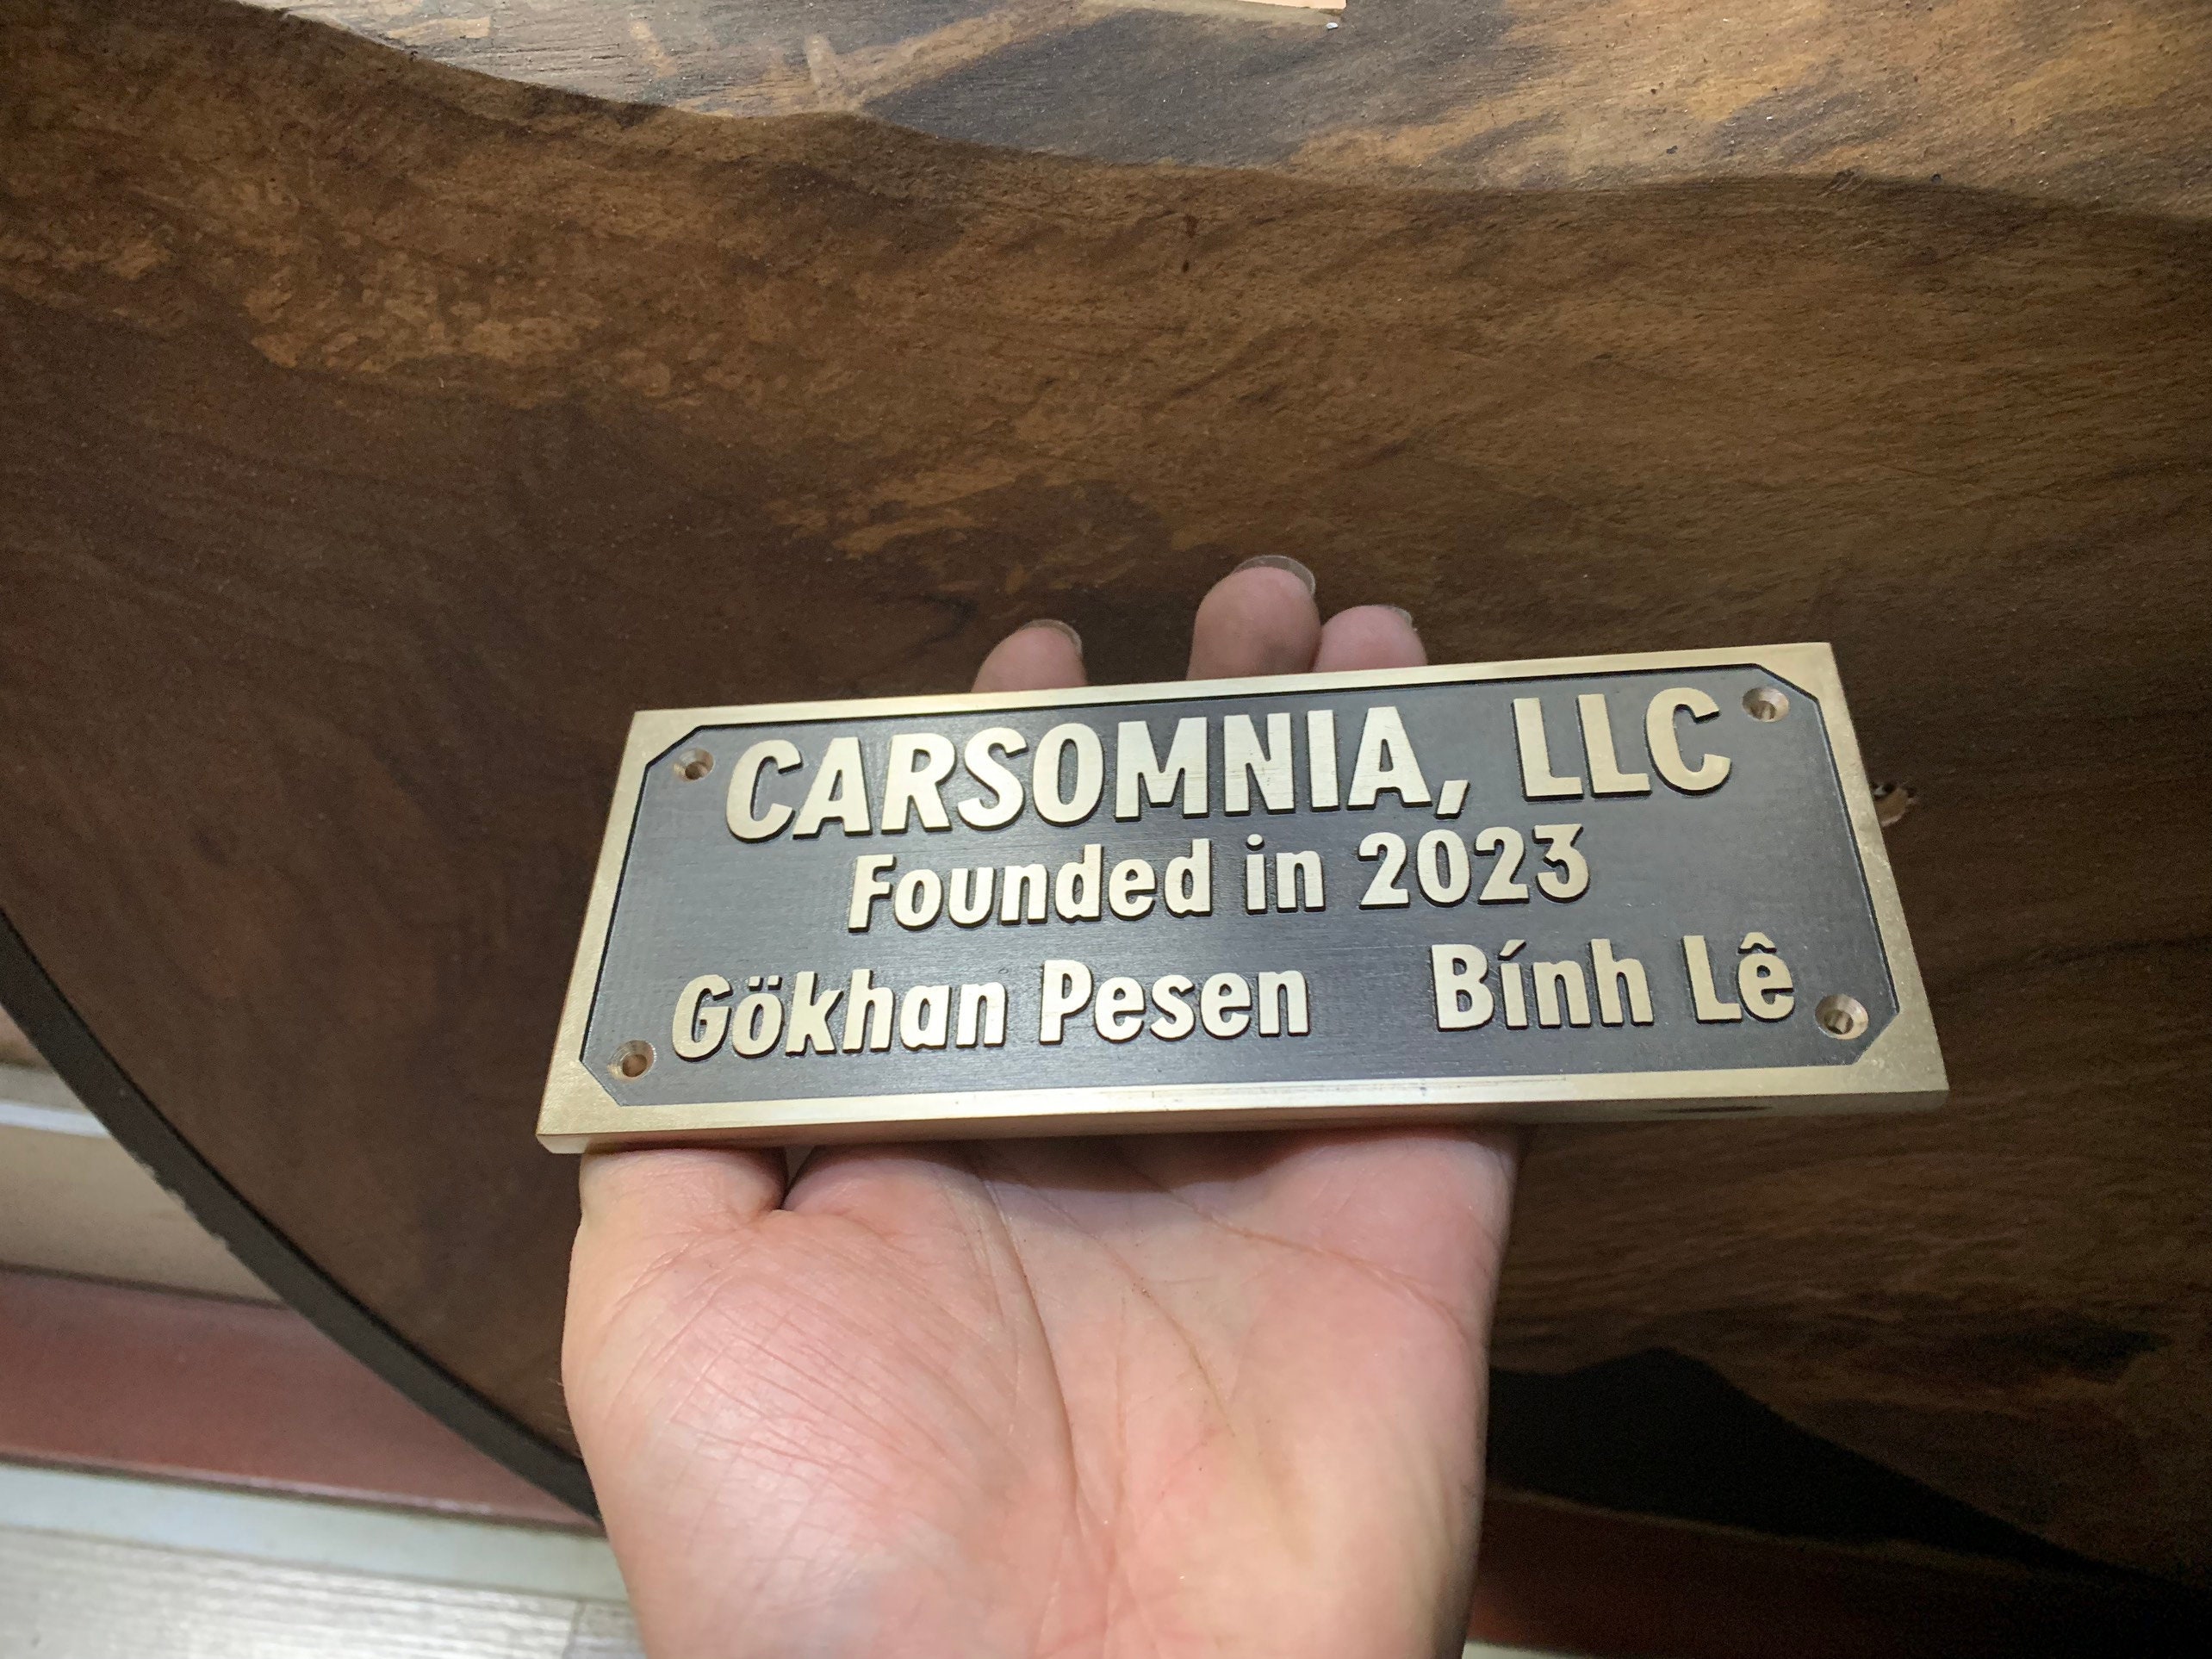 CARSOMNIA, LLC
Founded in 2023
Gökhan Pesen Bính Lê